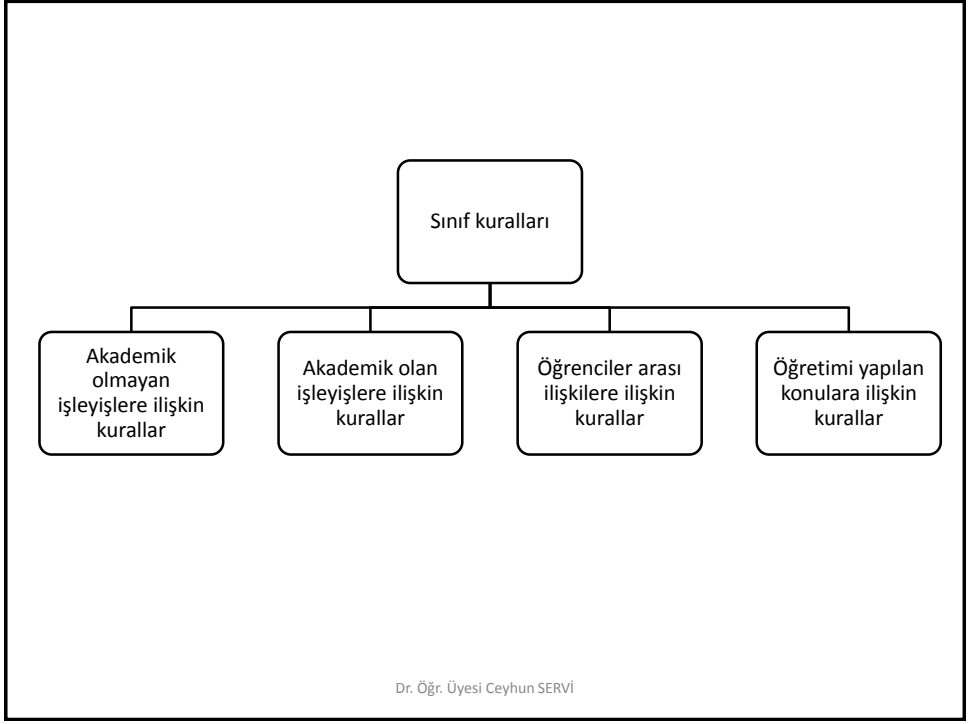 Sınıf kuralları
Akademik
olmayan
işleyişlere ilişkin
kurallar
Akademik olan
işleyişlere ilişkin
kurallar
Öğrenciler arası
ilişkilere ilişkin
kurallar
Öğretimi yapılan
konulara ilişkin
kurallar
Dr. Öğr. Üyesi Ceyhun SERVİ